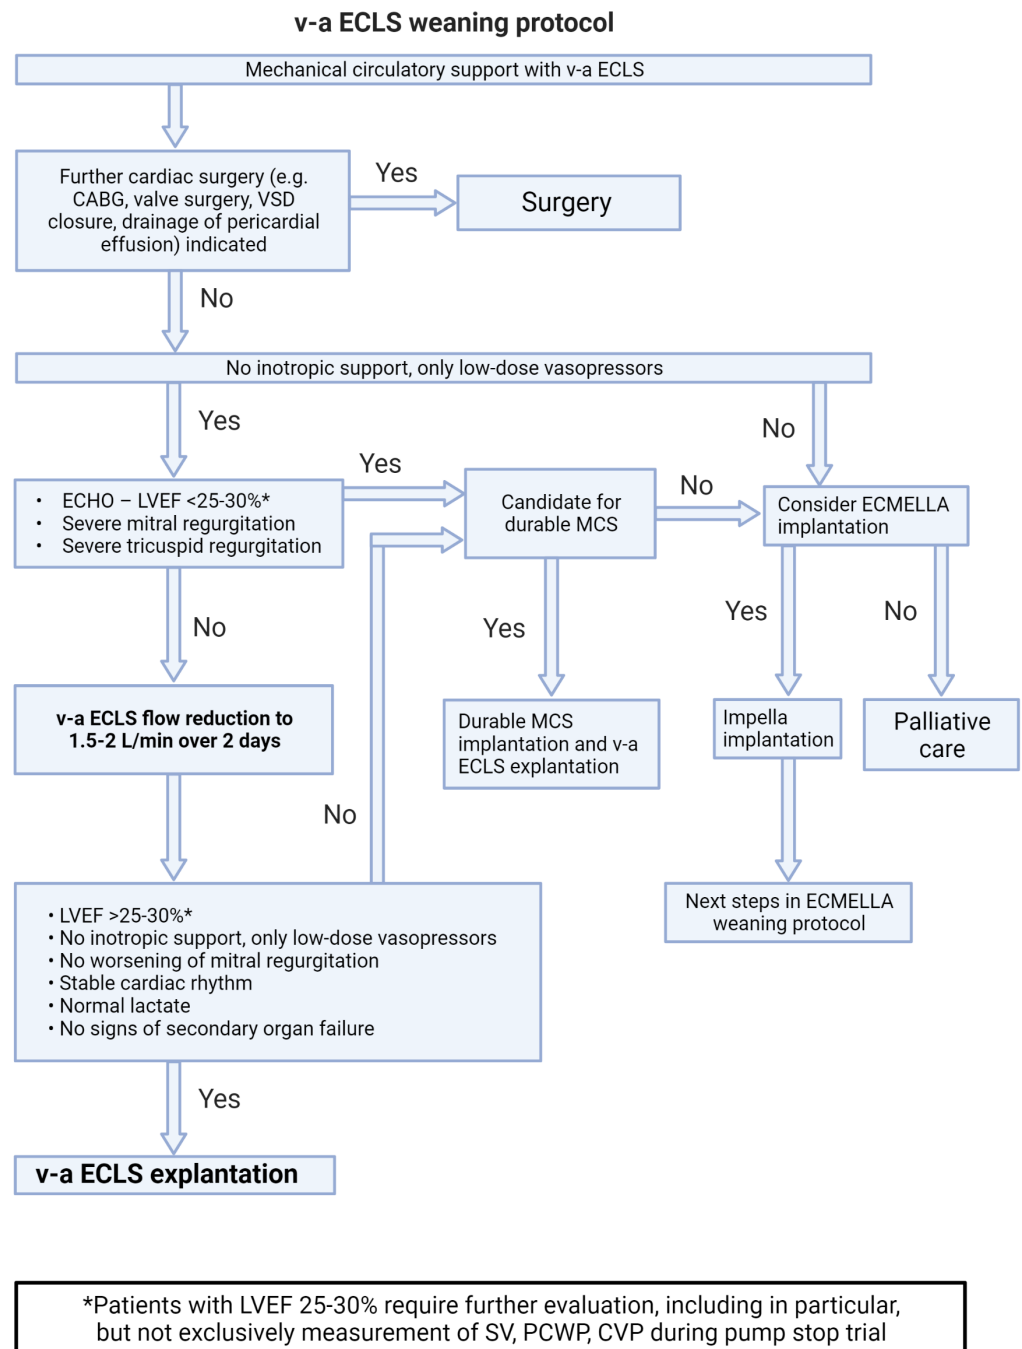 v-a ECLS weaning protocol
Mechanical circulatory support with v-a ECLS
Further cardiac surgery (e.g.
CABG, valve surgery, VSD
closure, drainage of pericardial
effusion) indicated
Yes
Surgery
No
No inotropic support, only low-dose vasopressors
Yes
No
• ECHO – LVEF <25-30%*
• Severe mitral regurgitation
• Severe tricuspid regurgitation
Yes
Candidate for
durable MCS
No
Consider ECMELLA
implantation
No
Yes
Yes
No
v-a ECLS flow reduction to
1.5-2 L/min over 2 days
Durable MCS
implantation and v-a
ECLS explantation
Impella
implantation
Palliative
care
No
• LVEF >25-30%*
• No inotropic support, only low-dose vasopressors
• No worsening of mitral regurgitation
• Stable cardiac rhythm
• Normal lactate
• No signs of secondary organ failure
Next steps in ECMELLA
weaning protocol
Yes
v-a ECLS explantation
*Patients with LVEF 25-30% require further evaluation, including in particular,
but not exclusively measurement of SV, PCWP, CVP during pump stop trial